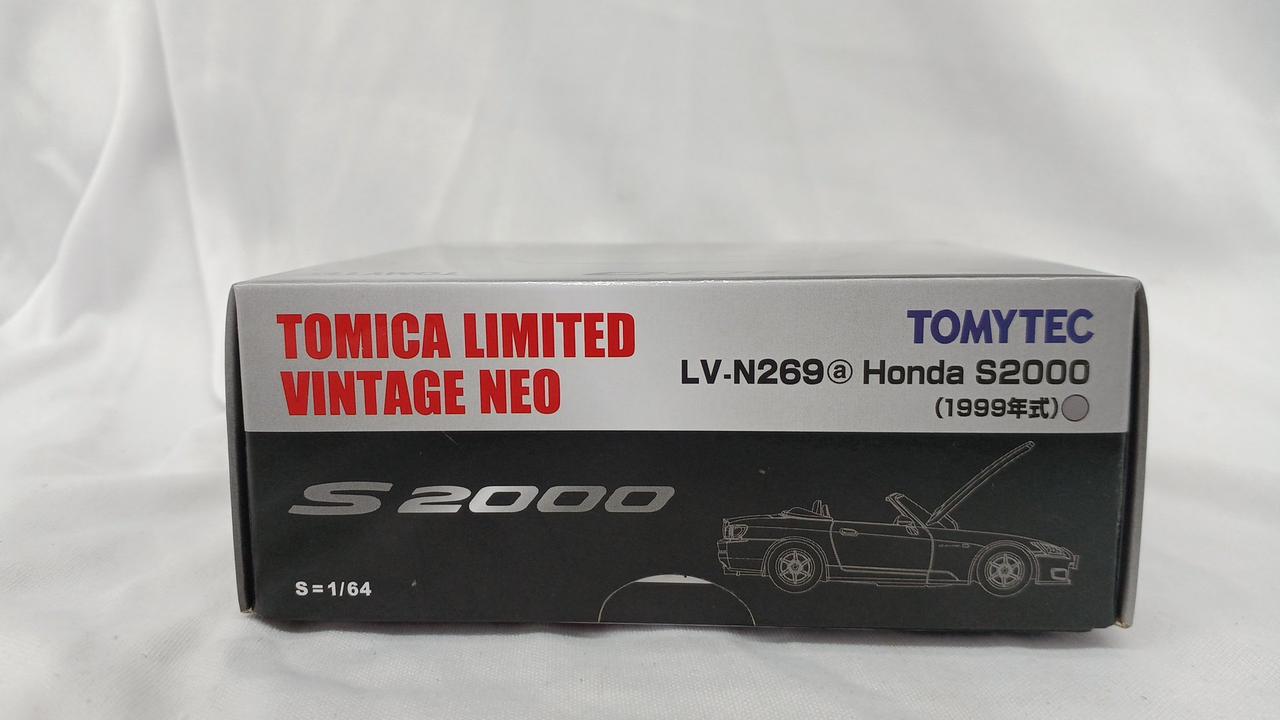 TOMICA LIMITED
VINTAGE NEO
TOMYTEC
LV-N269ⓐ Honda S2000
(1999年式)
S2000
S=1/64